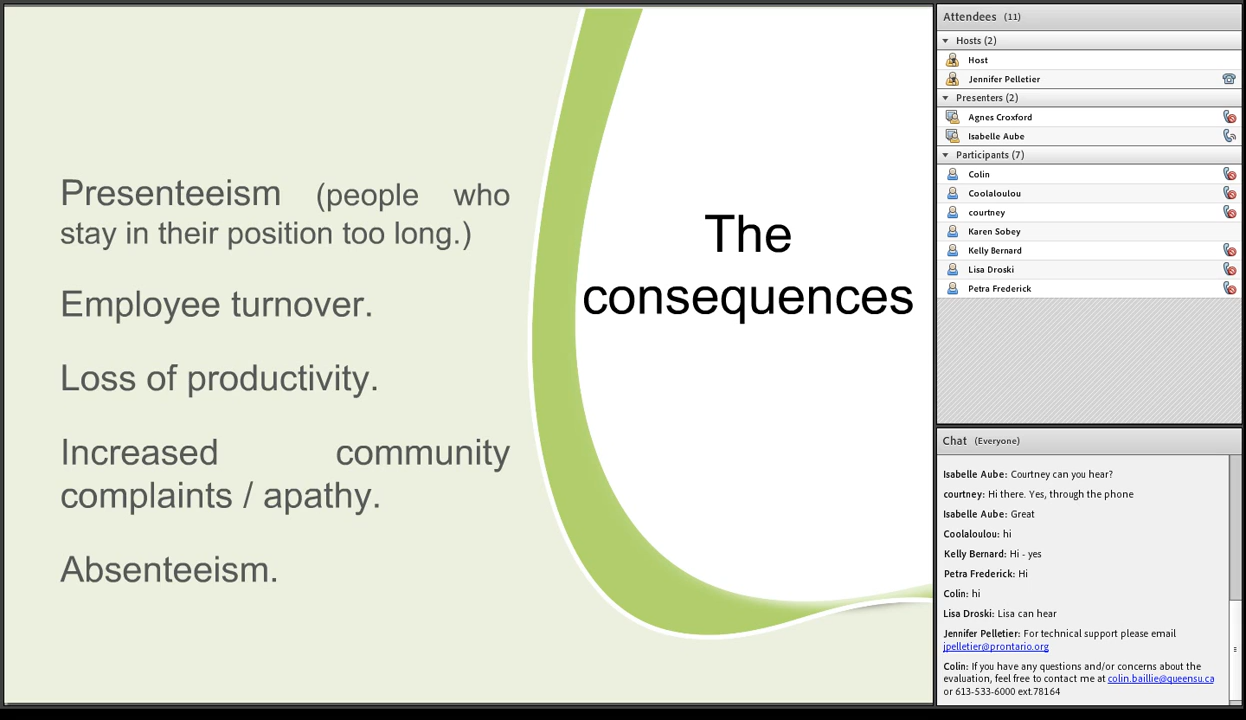 Presenteeism (people who
stay in their position too long.)
Employee turnover.
Loss of productivity.
Increased community
complaints / apathy.
Absenteeism.
The
consequences
Attendees (11)
Hosts (2)
Host
Jennifer Pelletier
Presenters (2)
Agnes Croxford
Isabelle Aube
Participants (7)
Colin
Coolaloulou
courtney
Karen Sobey
Kelly Bernard
Lisa Droski
Petra Frederick
Chat (Everyone)
Isabelle Aube: Courtney can you hear?
courtney: Hi there. Yes, through the phone
Isabelle Aube: Great
Coolaloulou: hi
Kelly Bernard: Hi - yes
Petra Frederick: Hi
Colin: hi
Lisa Droski: Lisa can hear
Jennifer Pelletier: For technical support please email
jpelletier@prontario.org
Colin: If you have any questions and/or concerns about the
evaluation, feel free to contact me at colin.baillie@queensu.ca
or 613-533-6000 ext.78164